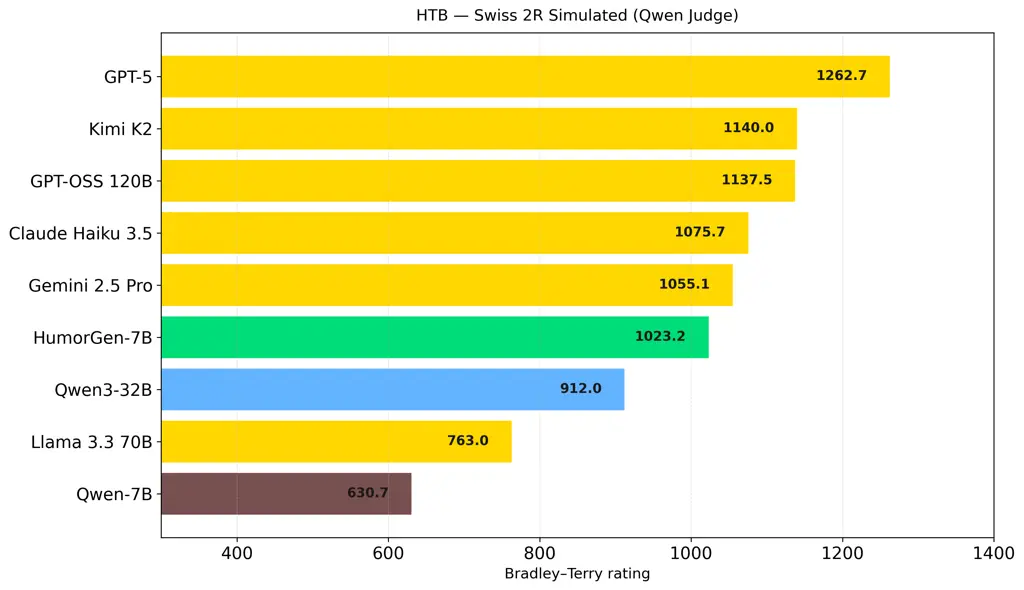 HTB — Swiss 2R Simulated (Qwen Judge)
GPT-5 1262.7
Kimi K2 1140.0
GPT-OSS 120B 1137.5
Claude Haiku 3.5 1075.7
Gemini 2.5 Pro 1055.1
HumorGen-7B 1023.2
Qwen3-32B 912.0
Llama 3.3 70B 763.0
Qwen-7B 630.7
400 600 800 1000 1200 1400
Bradley–Terry rating